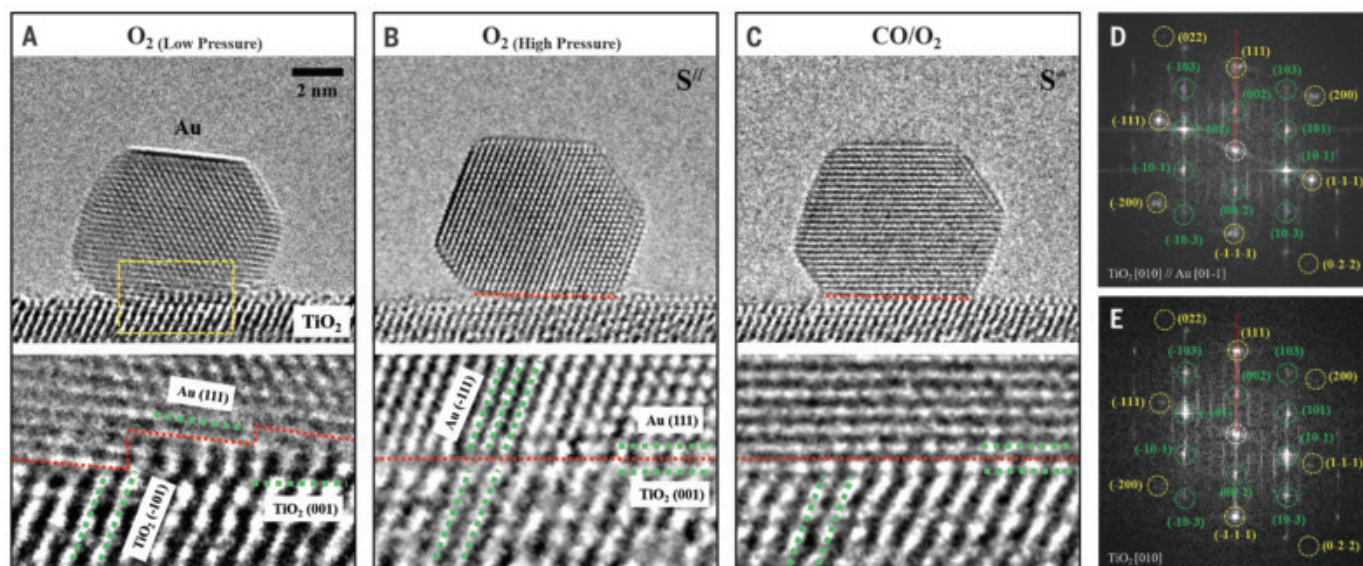 A
O₂ (Low Pressure)
2 nm
Au
TiO₂
Au (111)
TiO₂ (-101)
TiO₂ (001)
B
O₂ (High Pressure)
S//
Au (-111)
Au (111)
TiO₂ (001)
C
CO/O₂
D
(022)
(111)
(-103)
(103)
(002)
(200)
(-111)
(-101)
(101)
(-10-1)
(10-1)
(1-1-1)
(-200)
(00-2)
(-10-3)
(10-3)
(-1-1-1)
(0-2-2)
TiO₂ [010] // Au [01-1]
E
(022)
(111)
(-103)
(103)
(002)
(200)
(-111)
(-101)
(101)
(-10-1)
(10-1)
(1-1-1)
(-200)
(00-2)
(-10-3)
(10-3)
(-1-1-1)
(0-2-2)
TiO₂ [010]